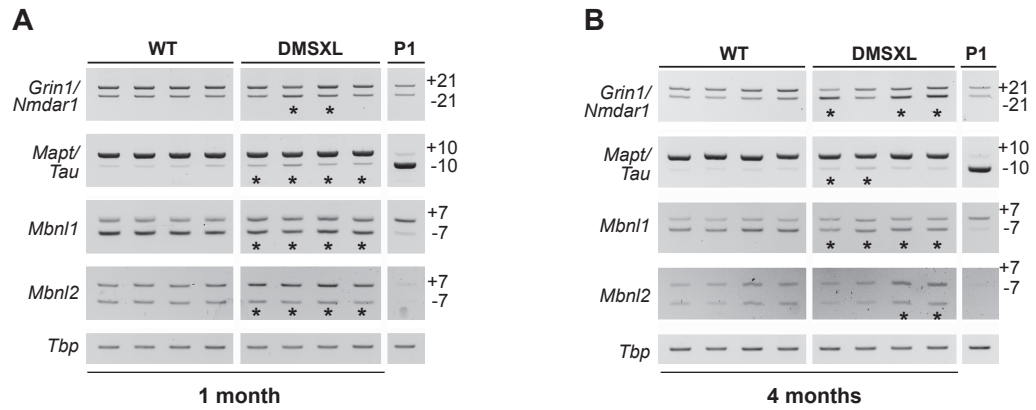 A
WT DMSXL P1
Grin1/
Nmdar1
+21
-21
* *
Mapt/
Tau
+10
-10
* * * *
Mbnl1
+7
-7
* * * *
Mbnl2
+7
-7
* * * *
Tbp
1 month
B
WT DMSXL P1
Grin1/
Nmdar1
+21
-21
* * *
Mapt/
Tau
+10
-10
* *
Mbnl1
+7
-7
* * * *
Mbnl2
+7
-7
* *
Tbp
4 months